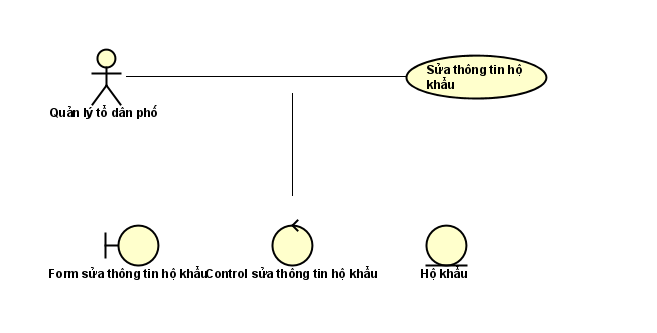 Sửa thông tin hộ
khẩu
Quản lý tổ dân phố
Form sửa thông tin hộ khẩu
Control sửa thông tin hộ khẩu
Hộ khẩu